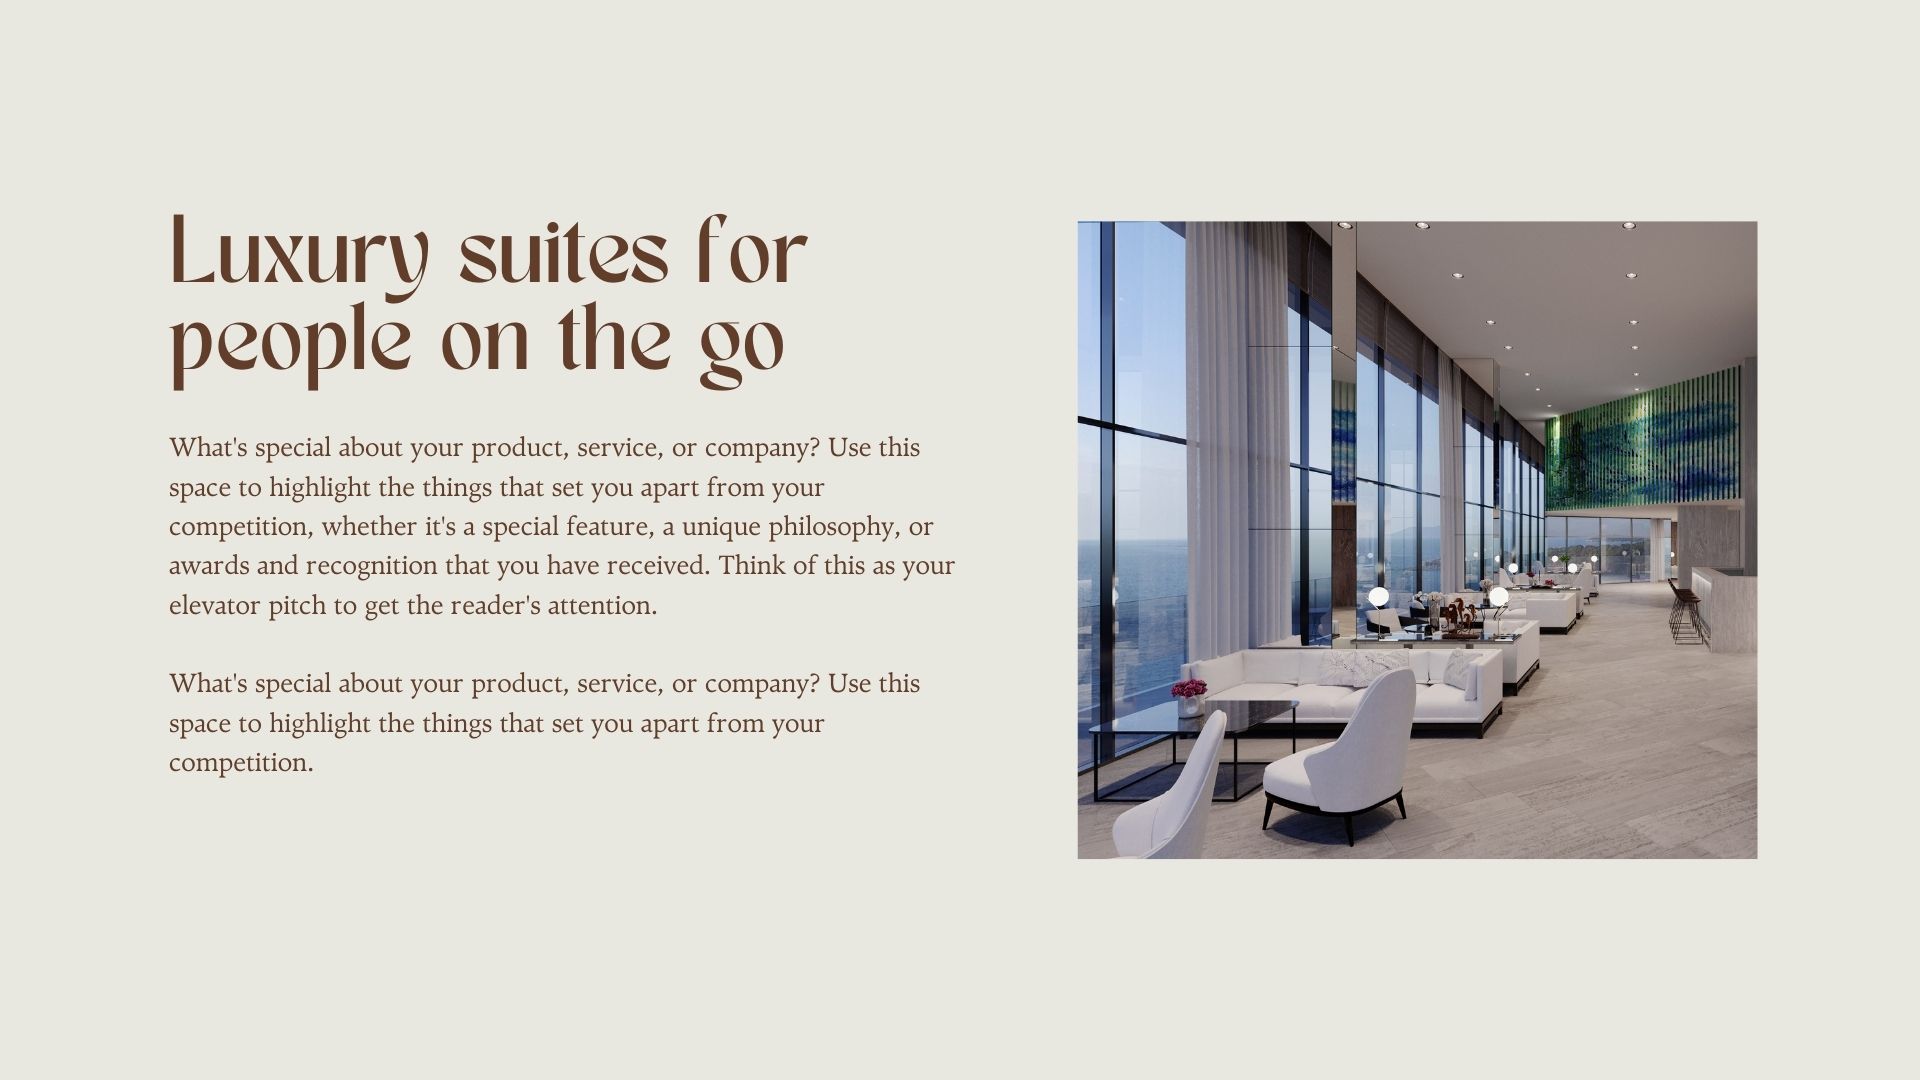 Luxury suites for
people on the go
What's special about your product, service, or company? Use this
space to highlight the things that set you apart from your
competition, whether it's a special feature, a unique philosophy, or
awards and recognition that you have received. Think of this as your
elevator pitch to get the reader's attention.
What's special about your product, service, or company? Use this
space to highlight the things that set you apart from your
competition.